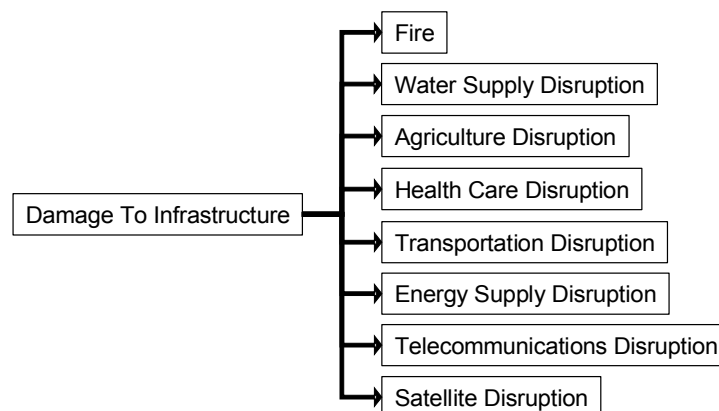 Fire
Water Supply Disruption
Agriculture Disruption
Health Care Disruption
Damage To Infrastructure
Transportation Disruption
Energy Supply Disruption
Telecommunications Disruption
Satellite Disruption